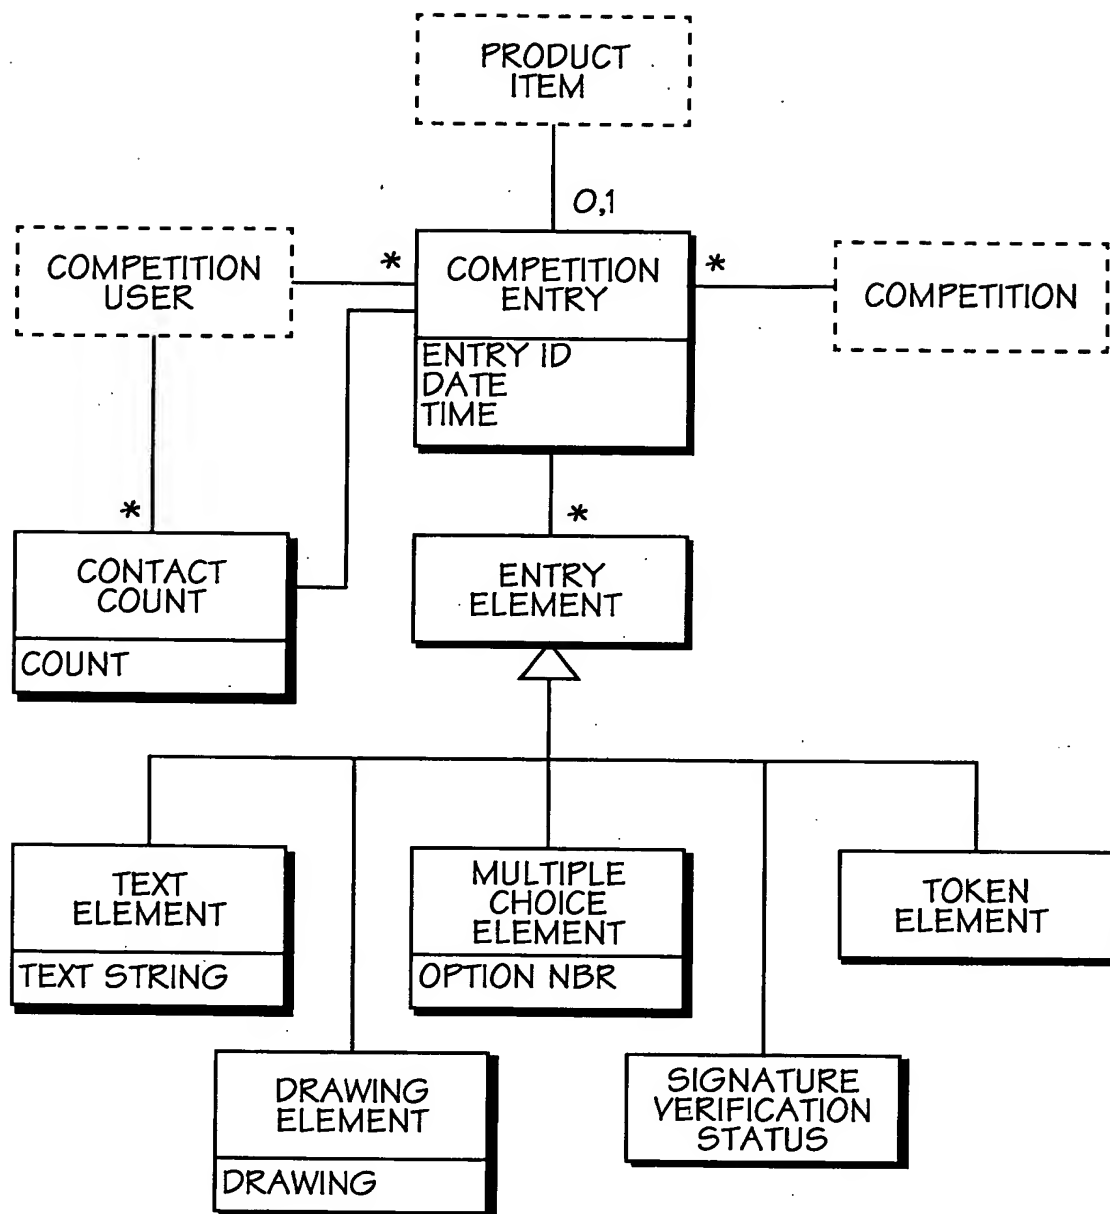 PRODUCT
ITEM
0,1
COMPETITION
USER
*
COMPETITION
ENTRY
*
COMPETITION
ENTRY ID
DATE
TIME
*
CONTACT
COUNT
COUNT
*
ENTRY
ELEMENT
TEXT
ELEMENT
TEXT STRING
MULTIPLE
CHOICE
ELEMENT
OPTION NBR
TOKEN
ELEMENT
DRAWING
ELEMENT
DRAWING
SIGNATURE
VERIFICATION
STATUS